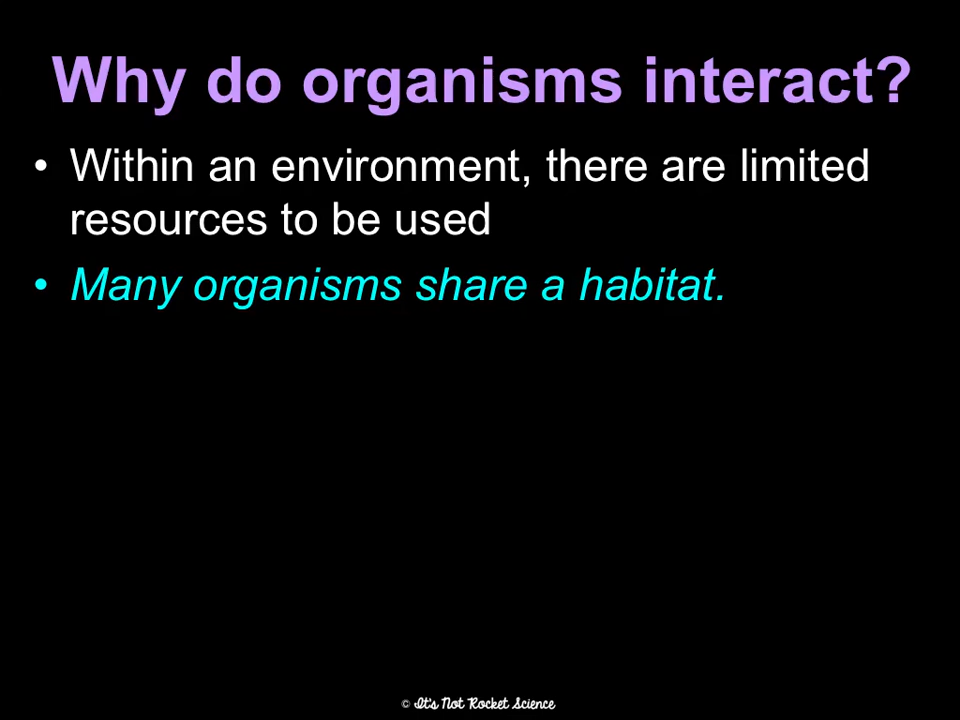 Why do organisms interact?
• Within an environment, there are limited
resources to be used
• Many organisms share a habitat.
© It's Not Rocket Science